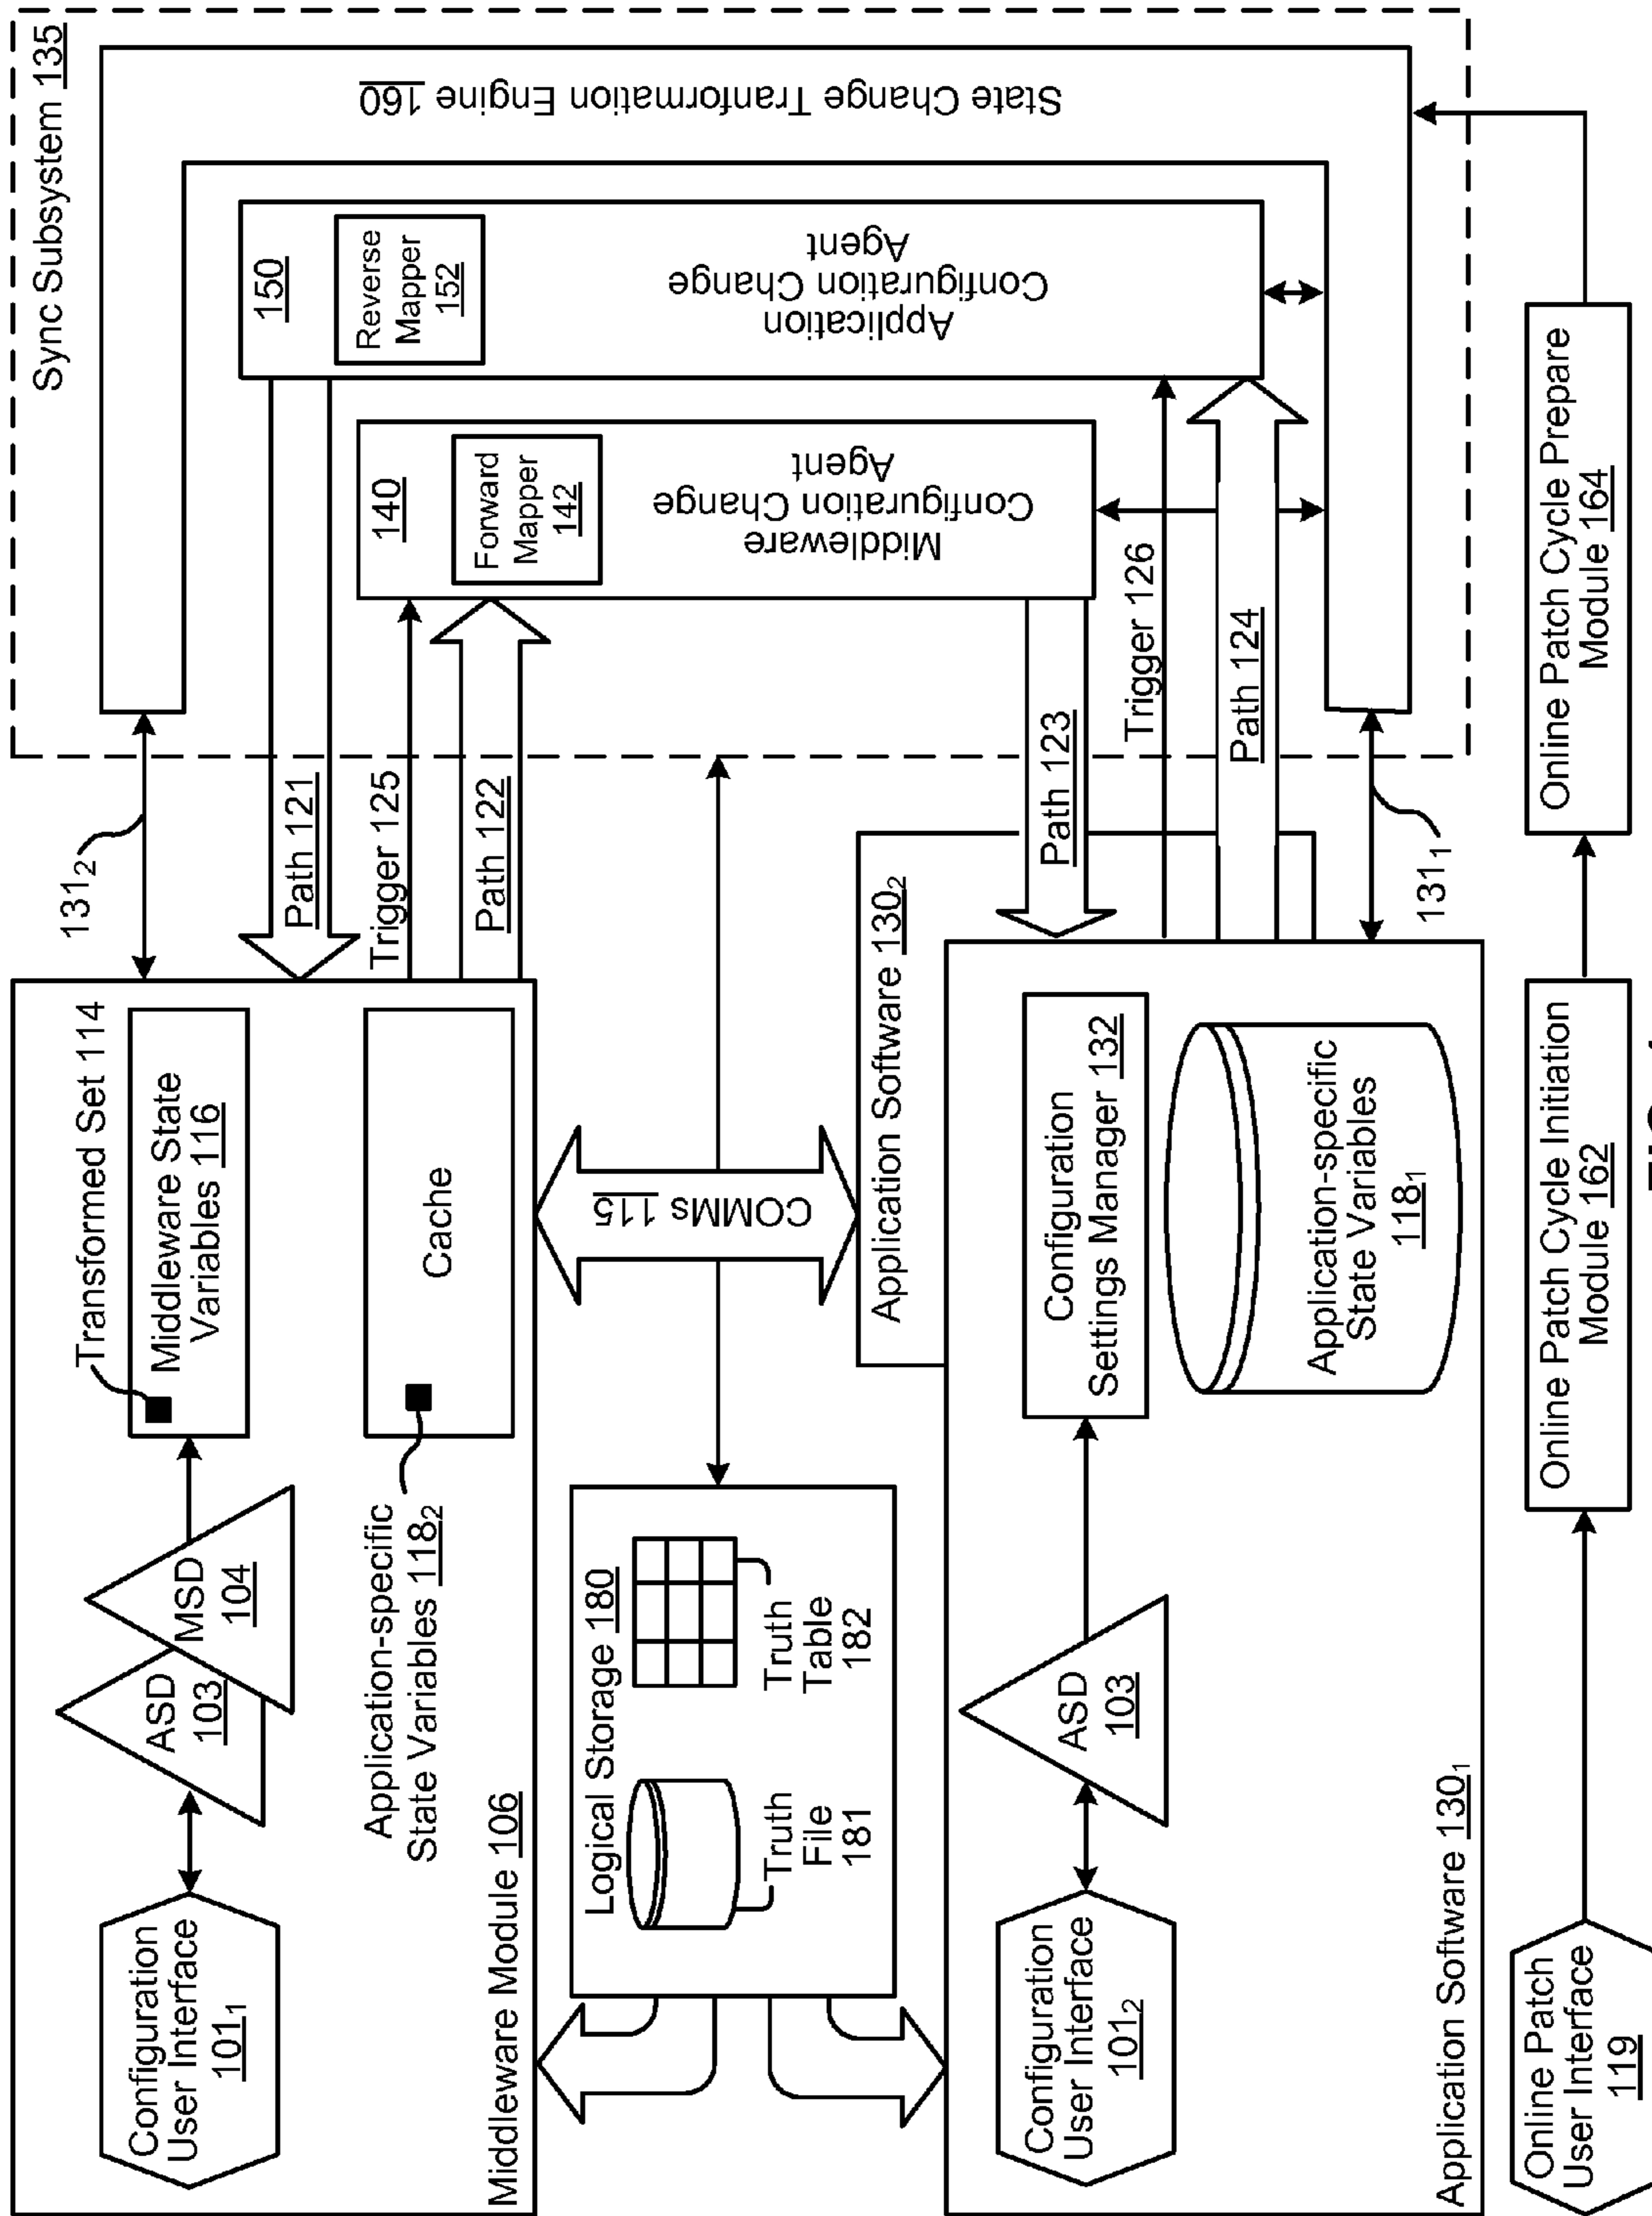 Sync Subsystem 135
State Change Tranformation Engine 160
150
Reverse
Mapper
152
Application
Configuration Change
Agent
140
Forward
Mapper
142
Middleware
Configuration Change
Agent
131₂
Path 121
Trigger 125
Path 122
Path 123
Trigger 126
Path 124
131₁
Transformed Set 114
Middleware State
Variables 116
Cache
MSD
104
ASD
103
Application-specific
State Variables 118₂
Configuration
User Interface
101₁
Middleware Module 106
COMMs 115
Logical Storage 180
Truth
File
181
Truth
Table
182
Application Software 130₂
Configuration
Settings Manager 132
Application-specific
State Variables
118₁
ASD
103
Configuration
User Interface
101₂
Application Software 130₁
Online Patch
User Interface
119
Online Patch Cycle Initiation
Module 162
Online Patch Cycle Prepare
Module 164